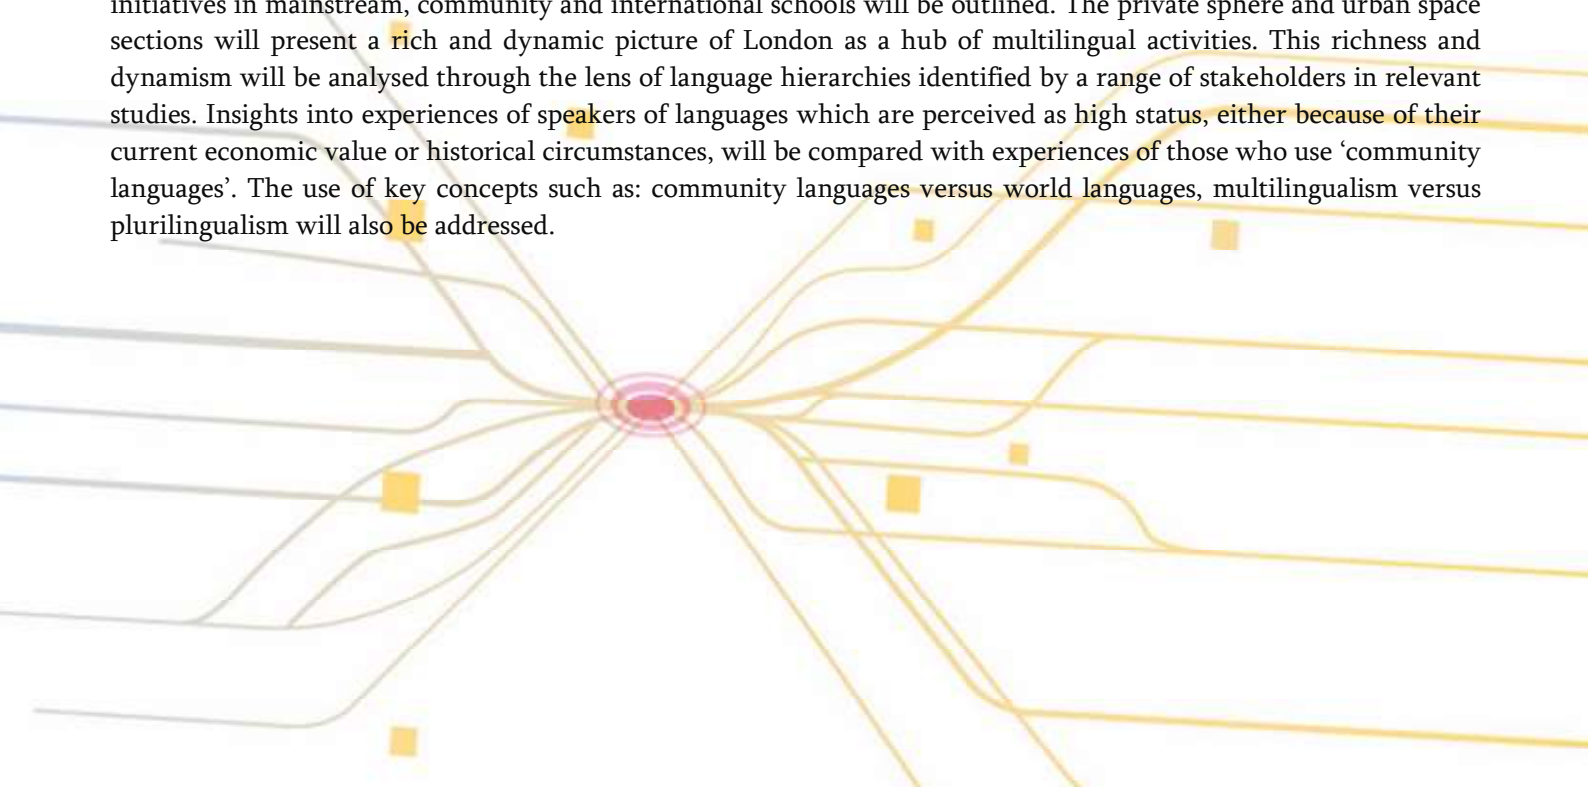 initiatives in mainstream, community and international schools will be outlined. The private sphere and urban space
sections will present a rich and dynamic picture of London as a hub of multilingual activities. This richness and
dynamism will be analysed through the lens of language hierarchies identified by a range of stakeholders in relevant
studies. Insights into experiences of speakers of languages which are perceived as high status, either because of their
current economic value or historical circumstances, will be compared with experiences of those who use ‘community
languages’. The use of key concepts such as: community languages versus world languages, multilingualism versus
plurilingualism will also be addressed.